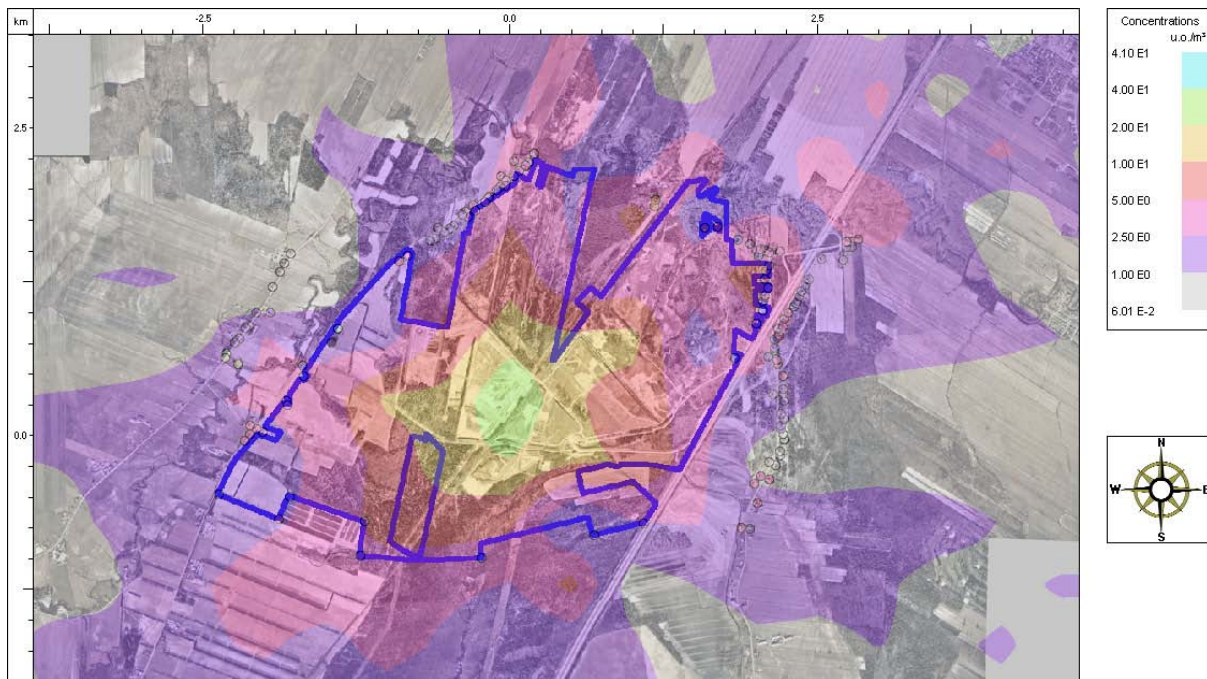 km
-2.5
0.0
2.5
2.5
0.0
Concentrations
u.o./m³
4.10 E1
4.00 E1
2.00 E1
1.00 E1
5.00 E0
2.50 E0
1.00 E0
6.01 E-2
N
W
E
S